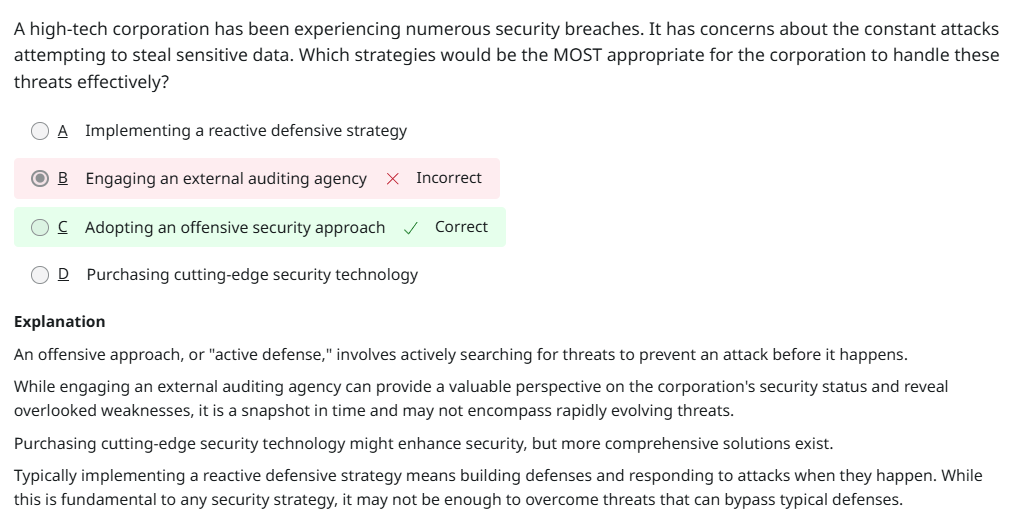 A high-tech corporation has been experiencing numerous security breaches. It has concerns about the constant attacks
attempting to steal sensitive data. Which strategies would be the MOST appropriate for the corporation to handle these
threats effectively?
A Implementing a reactive defensive strategy
B Engaging an external auditing agency ✕ Incorrect
C Adopting an offensive security approach ✓ Correct
D Purchasing cutting-edge security technology
Explanation
An offensive approach, or "active defense," involves actively searching for threats to prevent an attack before it happens.
While engaging an external auditing agency can provide a valuable perspective on the corporation's security status and reveal
overlooked weaknesses, it is a snapshot in time and may not encompass rapidly evolving threats.
Purchasing cutting-edge security technology might enhance security, but more comprehensive solutions exist.
Typically implementing a reactive defensive strategy means building defenses and responding to attacks when they happen. While
this is fundamental to any security strategy, it may not be enough to overcome threats that can bypass typical defenses.